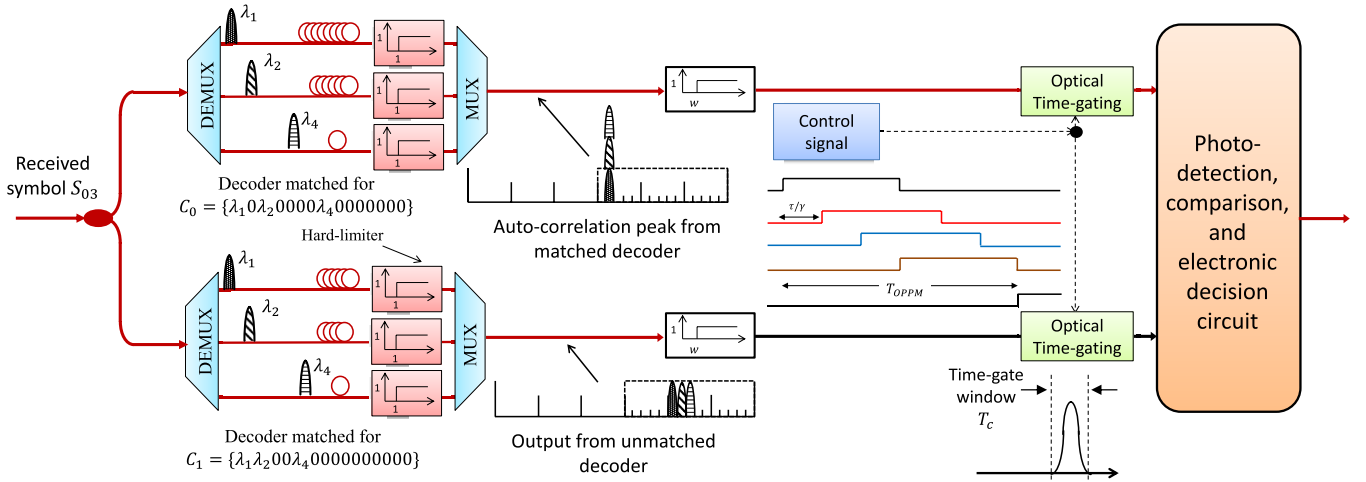 Received
symbol S₀₃
DEMUX
λ₁
λ₂
λ₄
1
1
1
1
1
1
MUX
Decoder matched for
C₀ = {λ₁0λ₂0000λ₄0000000}
Auto-correlation peak from
matched decoder
1
w
Control
signal
Optical
Time-gating
τ/γ
T_OPPM
Hard-limiter
DEMUX
λ₁
λ₂
λ₄
1
1
1
1
1
1
MUX
Decoder matched for
C₁ = {λ₁λ₂00λ₄0000000000}
Output from unmatched
decoder
1
w
Optical
Time-gating
Time-gate
window
T_c
Photo-
detection,
comparison,
and
electronic
decision
circuit